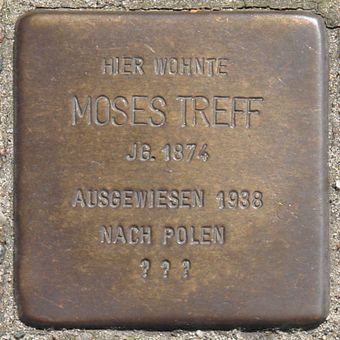 HIER WOHNTE
MOSES TREFF
JG. 1874
AUSGEWIESEN 1938
NACH POLEN
? ? ?